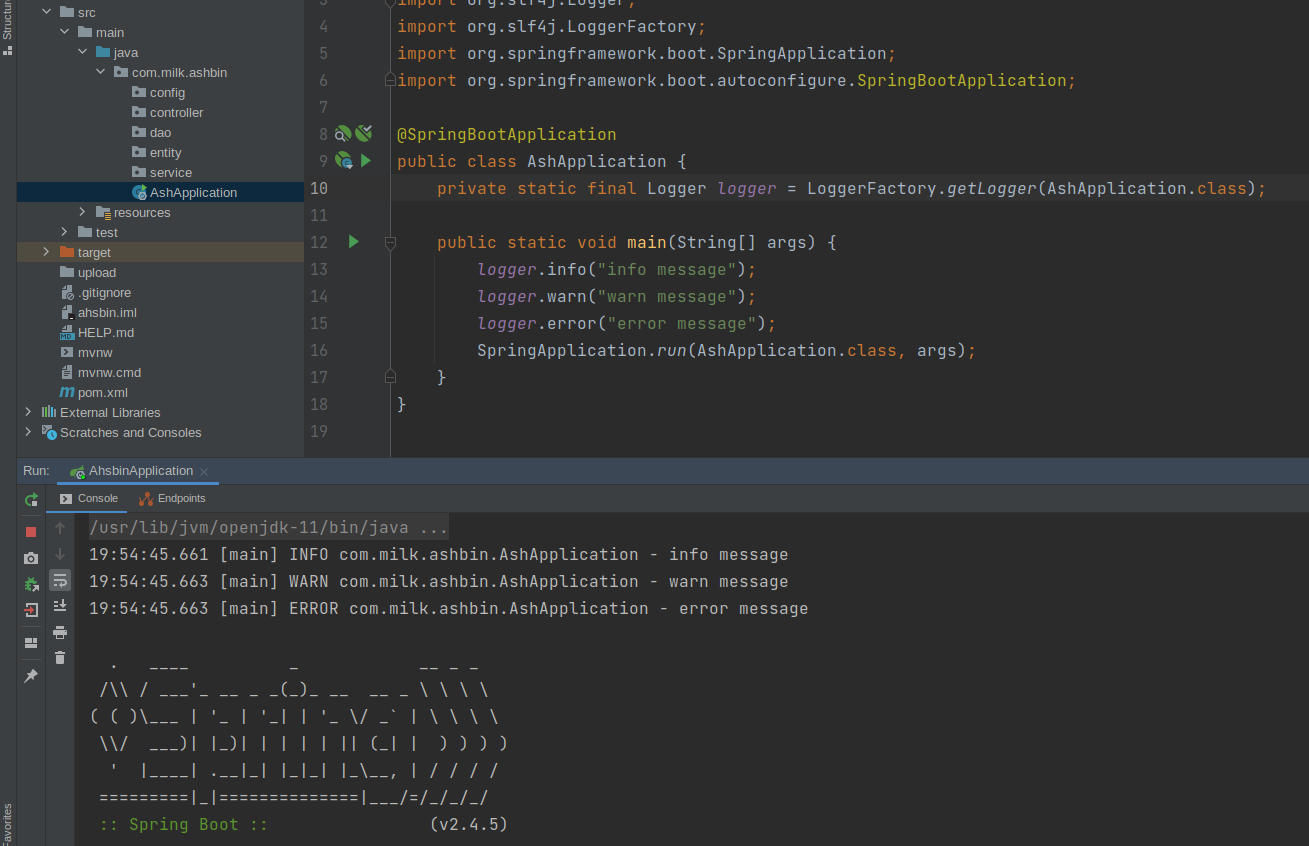 Structure
src
main
java
com.milk.ashbin
config
controller
dao
entity
service
AshApplication
resources
test
target
upload
.gitignore
ahsbin.iml
HELP.md
mvnw
mvnw.cmd
pom.xml
External Libraries
Scratches and Consoles
3 import org.slf4j.Logger;
4 import org.slf4j.LoggerFactory;
5 import org.springframework.boot.SpringApplication;
6 import org.springframework.boot.autoconfigure.SpringBootApplication;
7
8 @SpringBootApplication
9 public class AshApplication {
10     private static final Logger logger = LoggerFactory.getLogger(AshApplication.class);
11
12     public static void main(String[] args) {
13         logger.info("info message");
14         logger.warn("warn message");
15         logger.error("error message");
16         SpringApplication.run(AshApplication.class, args);
17     }
18 }
19
Run: AhsbinApplication
Console Endpoints
/usr/lib/jvm/openjdk-11/bin/java ...
19:54:45.661 [main] INFO com.milk.ashbin.AshApplication - info message
19:54:45.663 [main] WARN com.milk.ashbin.AshApplication - warn message
19:54:45.663 [main] ERROR com.milk.ashbin.AshApplication - error message
  .   ____          _            __ _ _
 /\\ / ___'_ __ _ _(_)_ __  __ _ \ \ \ \
( ( )\___ | '_ | '_| | '_ \/ _` | \ \ \ \
 \\/  ___)| |_)| | | | | || (_| |  ) ) ) )
  '  |____| .__|_| |_|_| |_\__, | / / / /
 =========|_|==============|___/=/_/_/_/
 :: Spring Boot ::                (v2.4.5)
Favorites